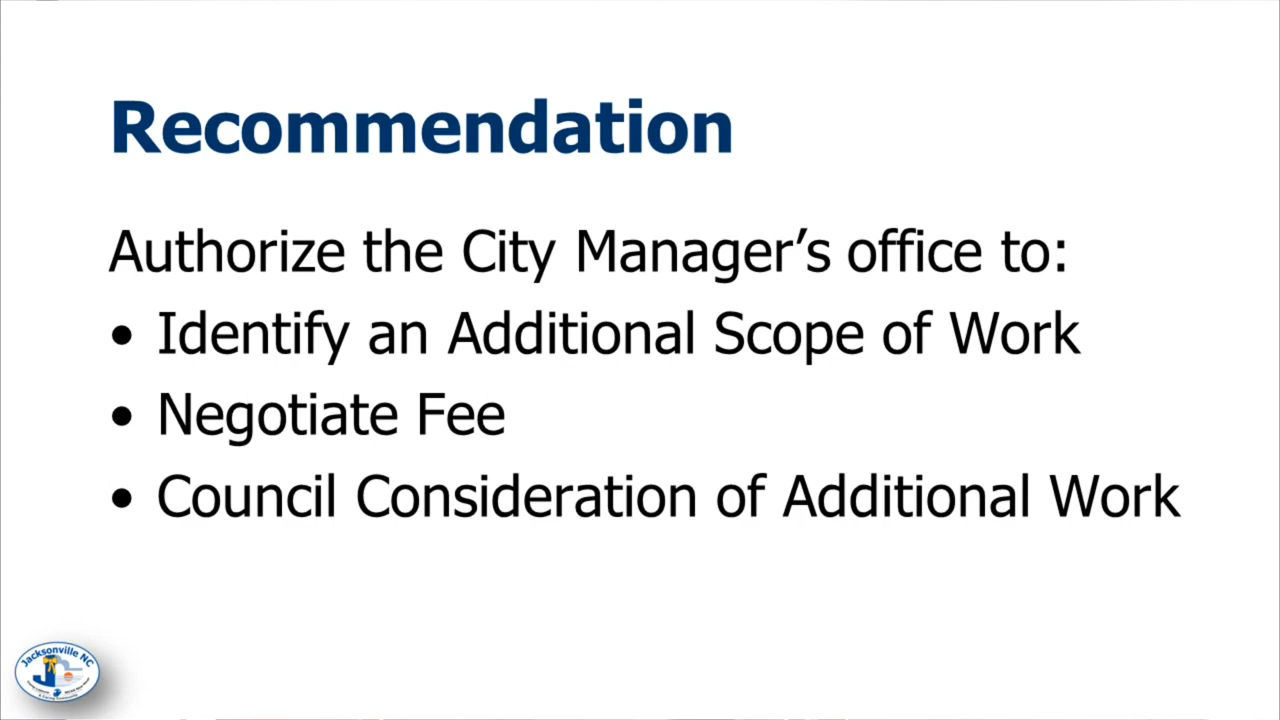 Recommendation
Authorize the City Manager’s office to:
• Identify an Additional Scope of Work
• Negotiate Fee
• Council Consideration of Additional Work
Jacksonville NC